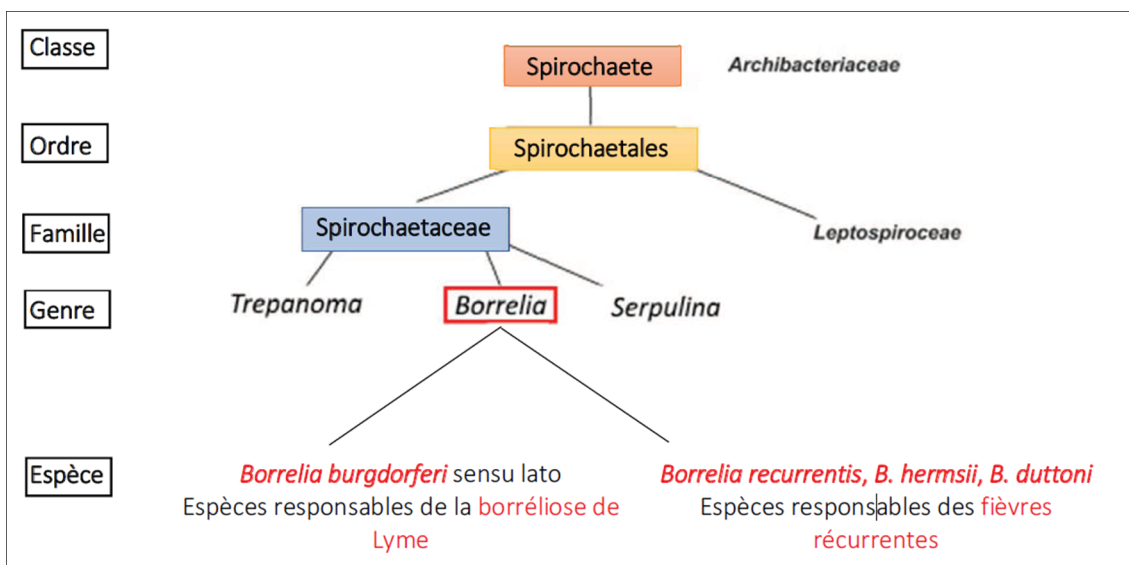 Classe
Spirochaete
Archibacteriaceae
Ordre
Spirochaetales
Famille
Spirochaetaceae
Leptospiroceae
Genre
Trepanoma
Borrelia
Serpulina
Espèce
Borrelia burgdorferi sensu lato
Espèces responsables de la borréliose de
Lyme
Borrelia recurrentis, B. hermsii, B. duttoni
Espèces responsables des fièvres
récurrentes